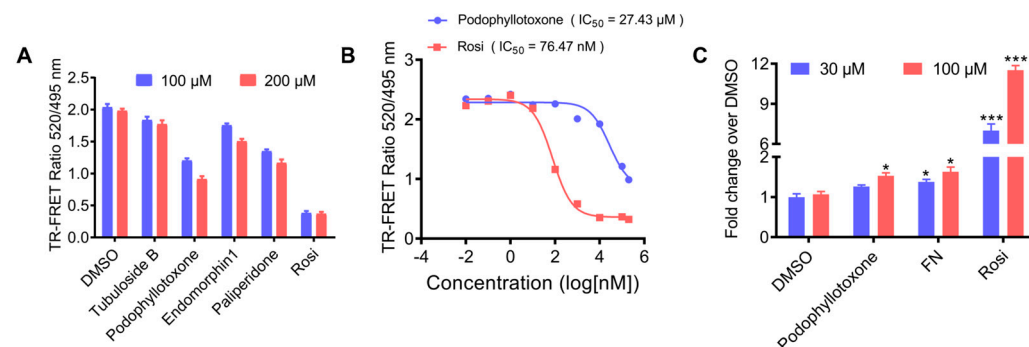 A
TR-FRET Ratio 520/495 nm
100 µM
200 µM
2.5
2.0
1.5
1.0
0.5
0.0
DMSO
Tubuloside B
Podophyllotoxone
Endomorphin1
Paliperidone
Rosi
B
Podophyllotoxone ( IC50 = 27.43 µM )
Rosi ( IC50 = 76.47 nM )
TR-FRET Ratio 520/495 nm
3
2
1
0
-4 -2 0 2 4 6
Concentration (log[nM])
C
Fold change over DMSO
30 µM
100 µM
12
9
6
2
1
0
*
*
*
***
***
DMSO
Podophyllotoxone
FN
Rosi